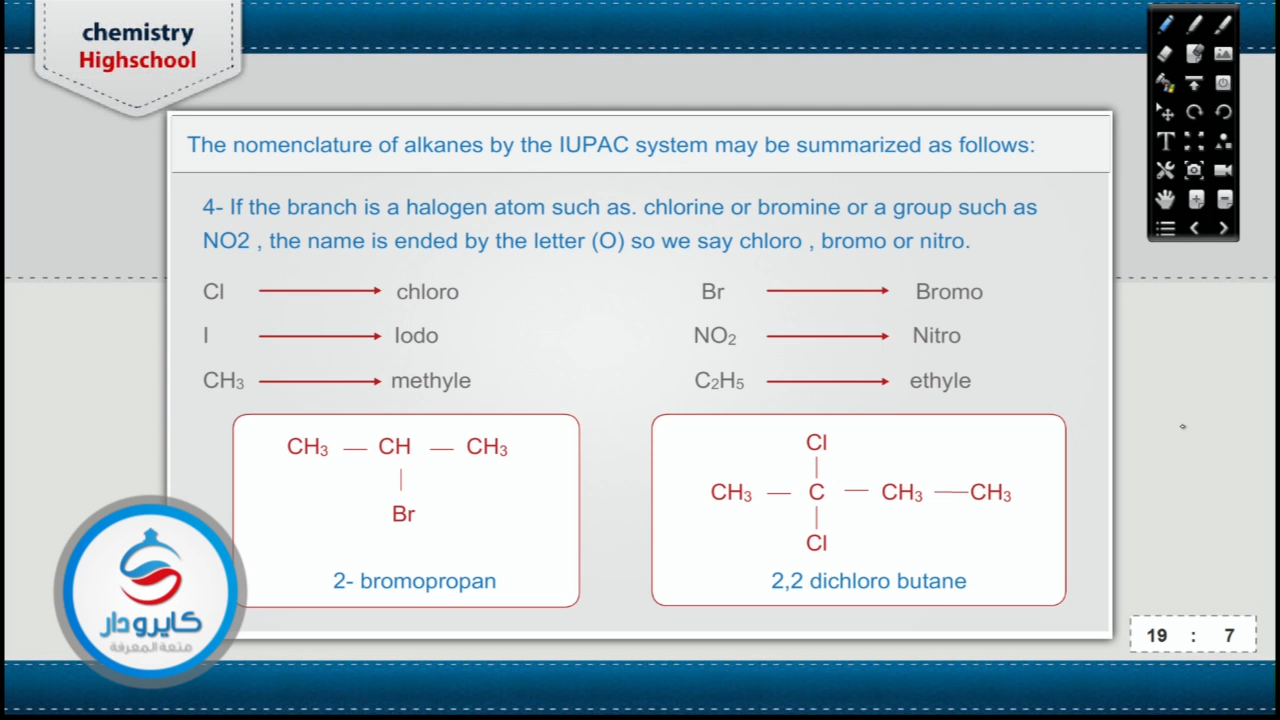 chemistry
Highschool
The nomenclature of alkanes by the IUPAC system may be summarized as follows:
4- If the branch is a halogen atom such as. chlorine or bromine or a group such as
NO2 , the name is ended by the letter (O) so we say chloro , bromo or nitro.
Cl chloro Br Bromo
I Iodo NO₂ Nitro
CH₃ methyle C₂H₅ ethyle
CH₃ — CH — CH₃
|
Br
2- bromopropan
Cl
|
CH₃ — C — CH₃ — CH₃
|
Cl
2,2 dichloro butane
كايرودار
متعة المعرفة
19 : 7